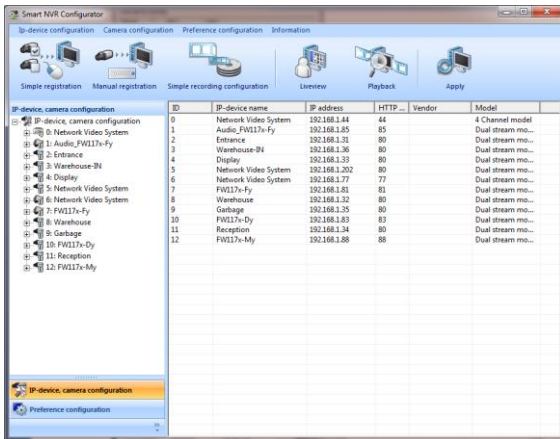 Smart NVR Configurator
Ip-device configuration Camera configuration Preference configuration Information
Simple registration Manual registration Simple recording configuration Liveview Playback Apply
IP-device, camera configuration
IP-device, camera configuration
0: Network Video System
1: Audio_FW117x-Fy
2: Entrance
3: Warehouse-IN
4: Display
5: Network Video System
6: Network Video System
7: FW117x-Fy
8: Warehouse
9: Garbage
10: FW117x-Dy
11: Reception
12: FW117x-My
IP-device, camera configuration
Preference configuration
ID IP-device name IP address HTTP ... Vendor Model
0 Network Video System 192.168.1.44 44 4 Channel model
1 Audio_FW117x-Fy 192.168.1.85 85 Dual stream mo...
2 Entrance 192.168.1.31 80 Dual stream mo...
3 Warehouse-IN 192.168.1.36 80 Dual stream mo...
4 Display 192.168.1.33 80 Dual stream mo...
5 Network Video System 192.168.1.202 80 Dual stream mo...
6 Network Video System 192.168.1.77 77 Dual stream mo...
7 FW117x-Fy 192.168.1.81 81 Dual stream mo...
8 Warehouse 192.168.1.32 80 Dual stream mo...
9 Garbage 192.168.1.35 80 Dual stream mo...
10 FW117x-Dy 192.168.1.83 83 Dual stream mo...
11 Reception 192.168.1.34 80 Dual stream mo...
12 FW117x-My 192.168.1.88 88 Dual stream mo...